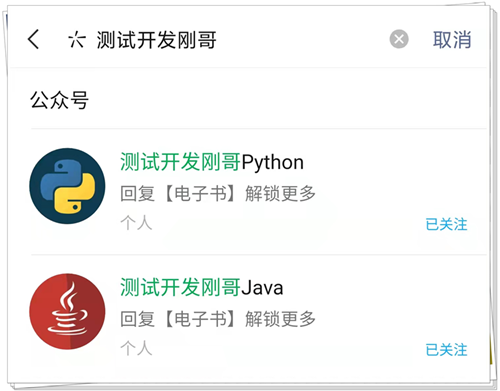 测试开发刚哥 取消
公众号
测试开发刚哥Python
回复【电子书】解锁更多
个人 已关注
测试开发刚哥Java
回复【电子书】解锁更多
个人 已关注